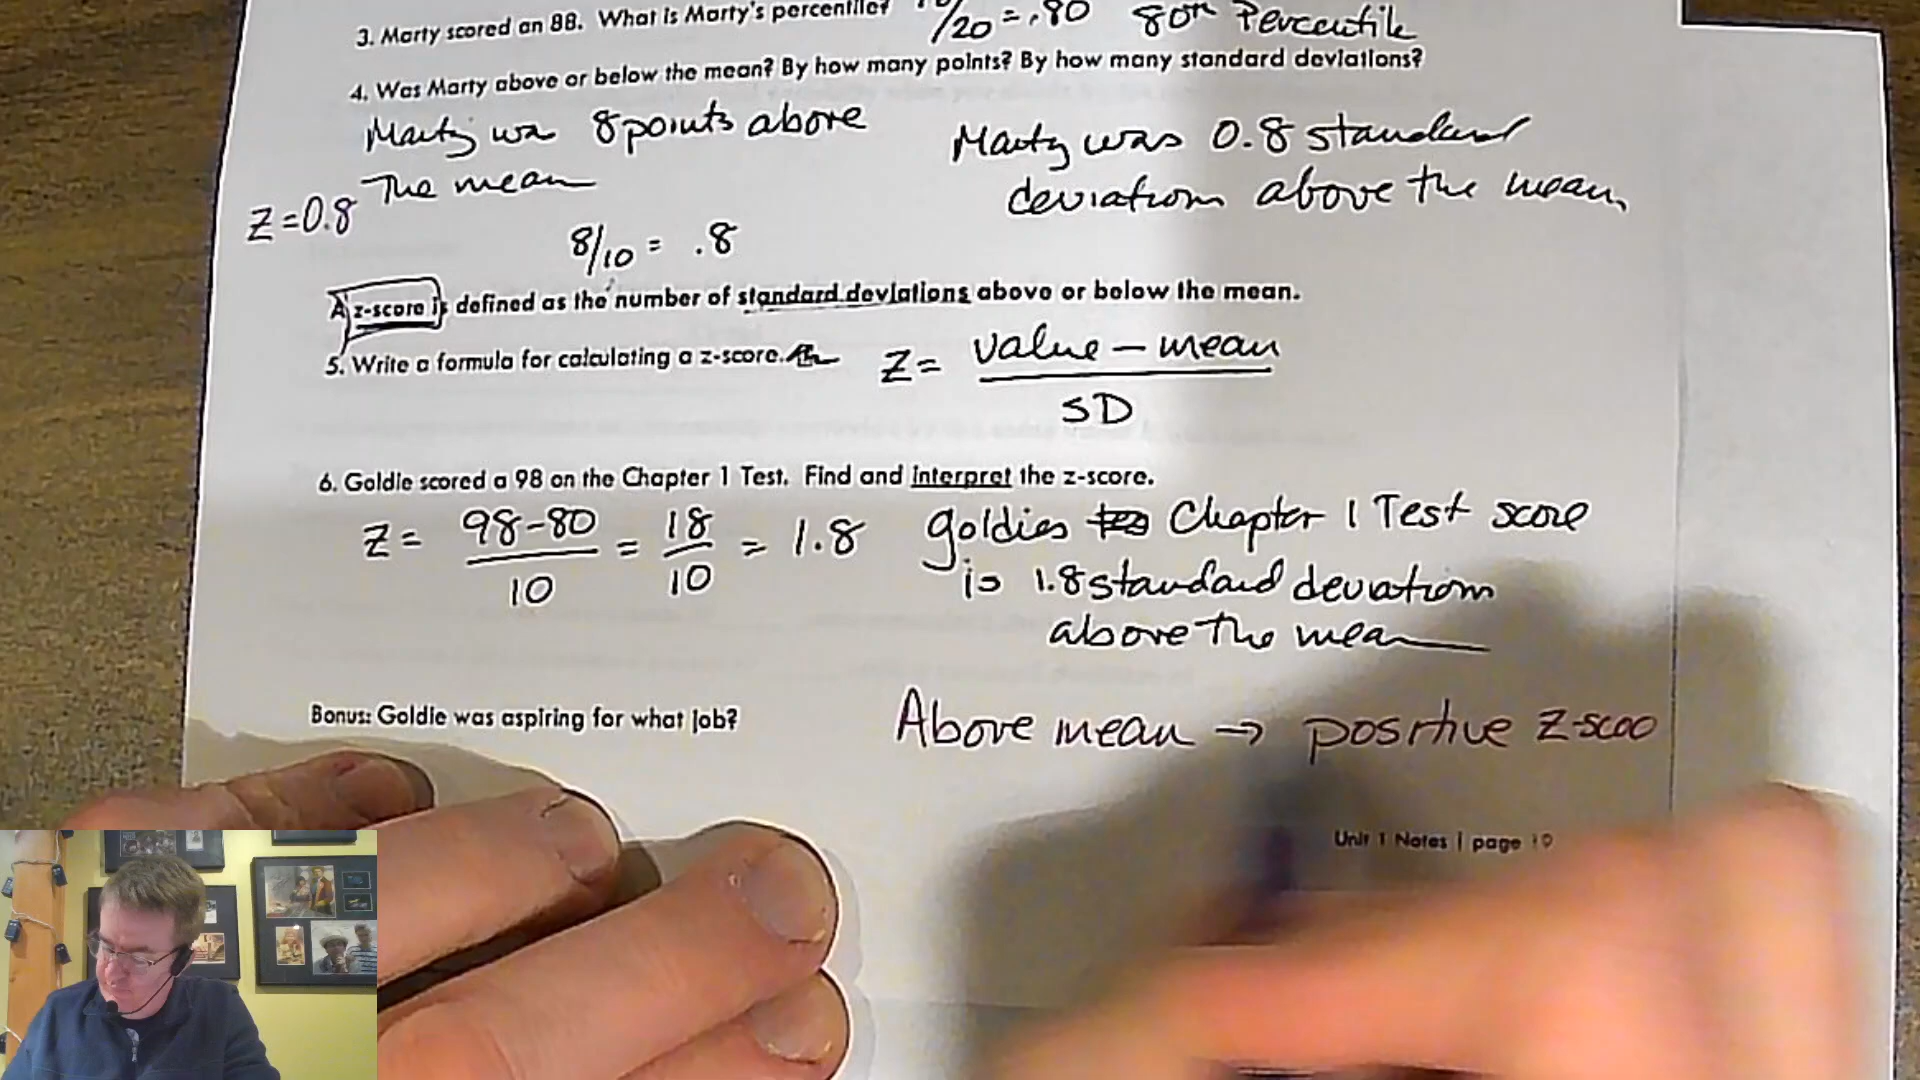 3. Marty scored an 88. What is Marty's percentile? /20 = .80 80th Percentile
4. Was Marty above or below the mean? By how many points? By how many standard deviations?
Marty wa 8 points above
The mean
Marty was 0.8 standard
deviations above the mean.
z = 0.8
8/10 = .8
A z-score is defined as the number of standard deviations above or below the mean.
5. Write a formula for calculating a z-score. z = value - mean
SD
6. Goldie scored a 98 on the Chapter 1 Test. Find and interpret the z-score.
z = 98-80 = 18 = 1.8
10 10
Goldies Chapter 1 Test score
is 1.8 standard deviations
above the mean
Bonus: Goldie was aspiring for what job?
Above mean → positive z-scoo
Unit 1 Notes | page 10